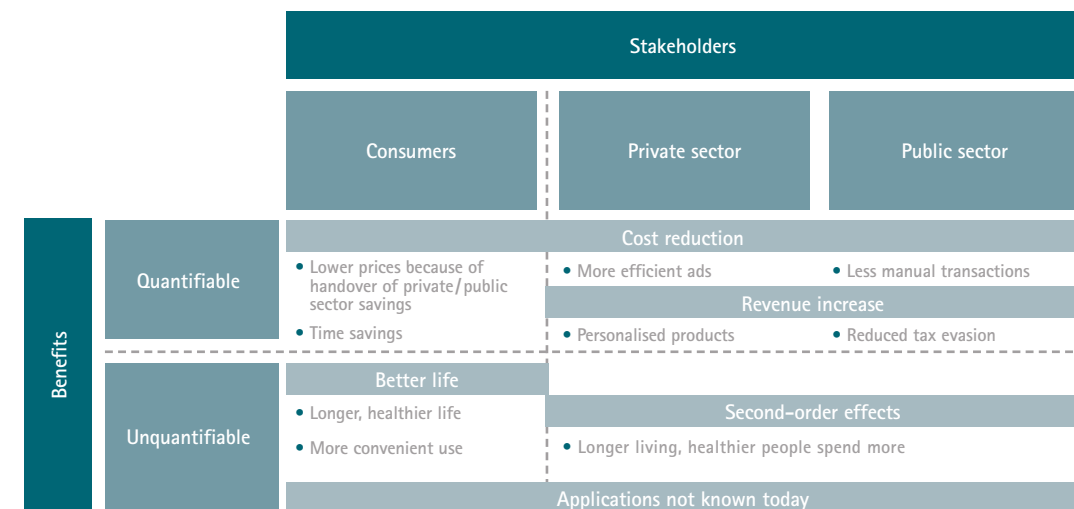 Stakeholders
Consumers
Private sector
Public sector
Benefits
Quantifiable
Cost reduction
• Lower prices because of
handover of private/public
sector savings
• Time savings
• More efficient ads
• Less manual transactions
Revenue increase
• Personalised products
• Reduced tax evasion
Unquantifiable
Better life
• Longer, healthier life
• More convenient use
Second-order effects
• Longer living, healthier people spend more
Applications not known today